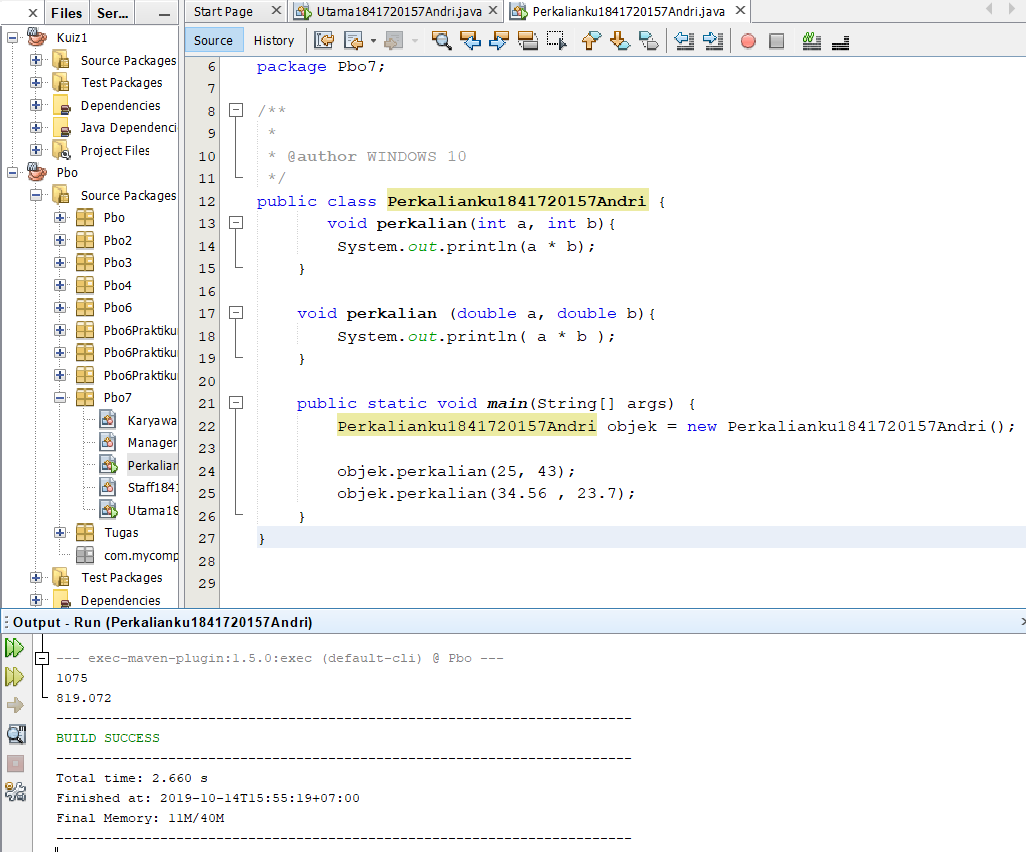 Files Ser...
Kuiz1
Source Packages
Test Packages
Dependencies
Java Dependenci
Project Files
Pbo
Source Packages
Pbo
Pbo2
Pbo3
Pbo4
Pbo6
Pbo6Praktiku
Pbo6Praktiku
Pbo6Praktiku
Pbo7
Karyawa
Manager
Perkalian
Staff184
Utama18
Tugas
com.mycomp
Test Packages
Dependencies
Start Page Utama1841720157Andri.java Perkalianku1841720157Andri.java
Source History
6 package Pbo7;
7
8 /**
9 *
10 * @author WINDOWS 10
11 */
12 public class Perkalianku1841720157Andri {
13 void perkalian(int a, int b){
14 System.out.println(a * b);
15 }
16
17 void perkalian (double a, double b){
18 System.out.println( a * b );
19 }
20
21 public static void main(String[] args) {
22 Perkalianku1841720157Andri objek = new Perkalianku1841720157Andri();
23
24 objek.perkalian(25, 43);
25 objek.perkalian(34.56 , 23.7);
26 }
27 }
28
29
Output - Run (Perkalianku1841720157Andri)
--- exec-maven-plugin:1.5.0:exec (default-cli) @ Pbo ---
1075
819.072
------------------------------------------------------------------------
BUILD SUCCESS
------------------------------------------------------------------------
Total time: 2.660 s
Finished at: 2019-10-14T15:55:19+07:00
Final Memory: 11M/40M
------------------------------------------------------------------------